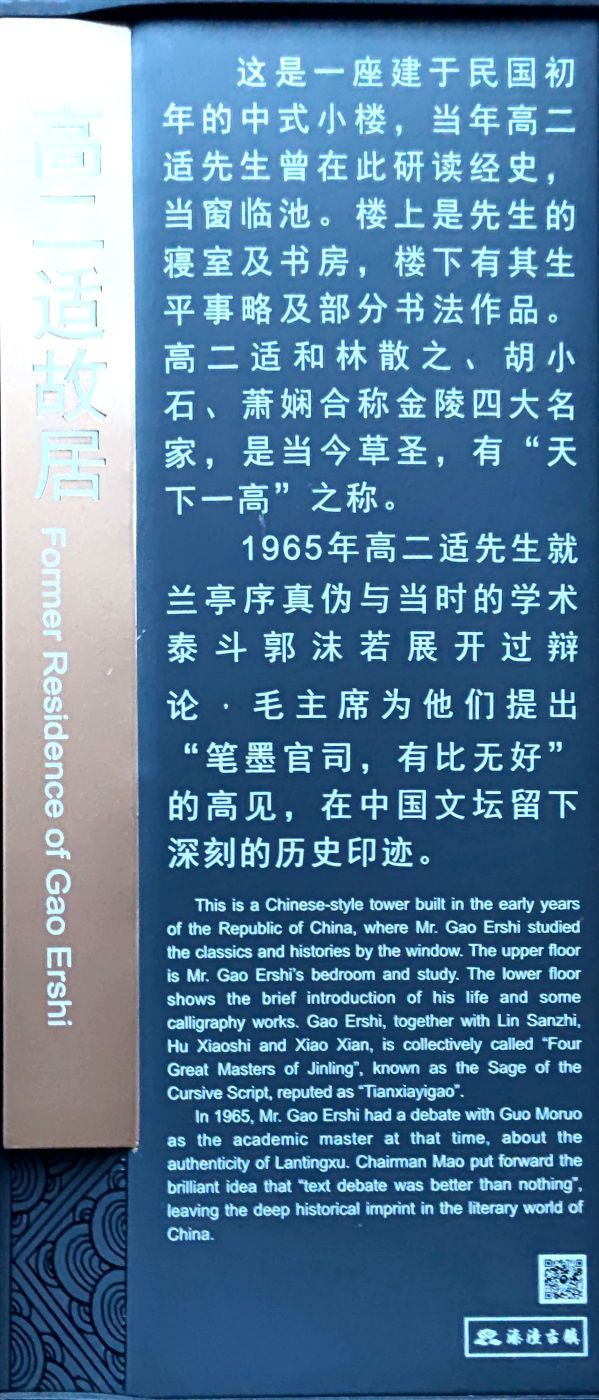 高二适故居
Former Residence of Gao Ershi
这是一座建于民国初
年的中式小楼，当年高二
适先生曾在此研读经史，
当窗临池。楼上是先生的
寝室及书房，楼下有其生
平事略及部分书法作品。
高二适和林散之、胡小
石、萧娴合称金陵四大名
家，是当今草圣，有“天
下一高”之称。
1965年高二适先生就
兰亭序真伪与当时的学术
泰斗郭沫若展开过辩
论·毛主席为他们提出
“笔墨官司，有比无好”
的高见，在中国文坛留下
深刻的历史印迹。
This is a Chinese-style tower built in the early years
of the Republic of China, where Mr. Gao Ershi studied
the classics and histories by the window. The upper floor
is Mr. Gao Ershi's bedroom and study. The lower floor
shows the brief introduction of his life and some
calligraphy works. Gao Ershi, together with Lin Sanzhi,
Hu Xiaoshi and Xiao Xian, is collectively called “Four
Great Masters of Jinling”, known as the Sage of the
Cursive Script, reputed as “Tianxiayigao”.
In 1965, Mr. Gao Ershi had a debate with Guo Moruo
as the academic master at that time, about the
authenticity of Lantingxu. Chairman Mao put forward the
brilliant idea that “text debate was better than nothing”,
leaving the deep historical imprint in the literary world of
China.
溱潼古镇